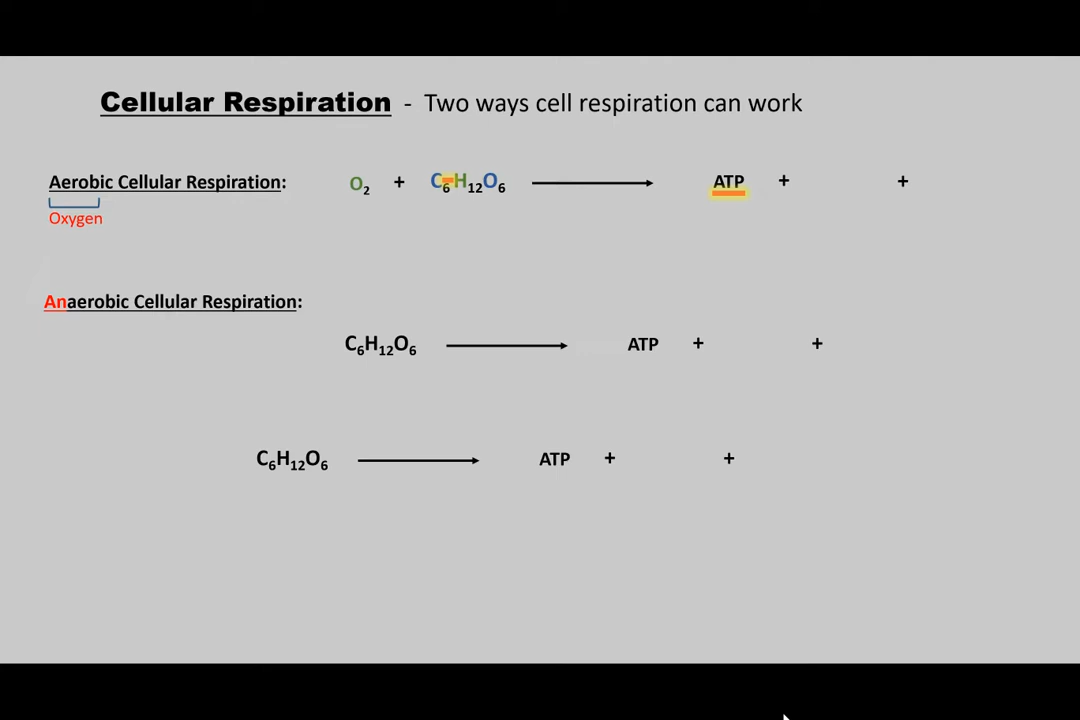 Cellular Respiration - Two ways cell respiration can work
Aerobic Cellular Respiration: O₂ + C₆H₁₂O₆ ⟶ ATP + +
Oxygen
Anaerobic Cellular Respiration:
C₆H₁₂O₆ ⟶ ATP + +
C₆H₁₂O₆ ⟶ ATP + +